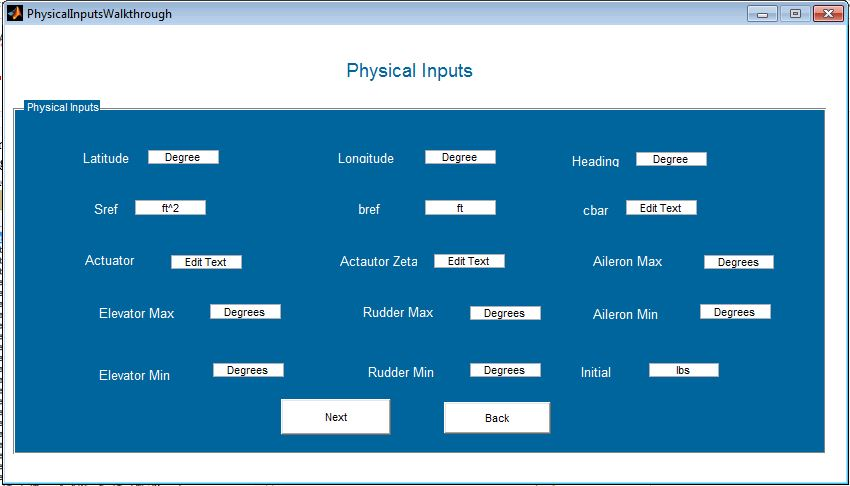 PhysicalInputsWalkthrough
Physical Inputs
Physical Inputs
Latitude Degree Longitude Degree Heading Degree
Sref ft^2 bref ft cbar Edit Text
Actuator Edit Text Actautor Zeta Edit Text Aileron Max Degrees
Elevator Max Degrees Rudder Max Degrees Aileron Min Degrees
Elevator Min Degrees Rudder Min Degrees Initial lbs
Next Back